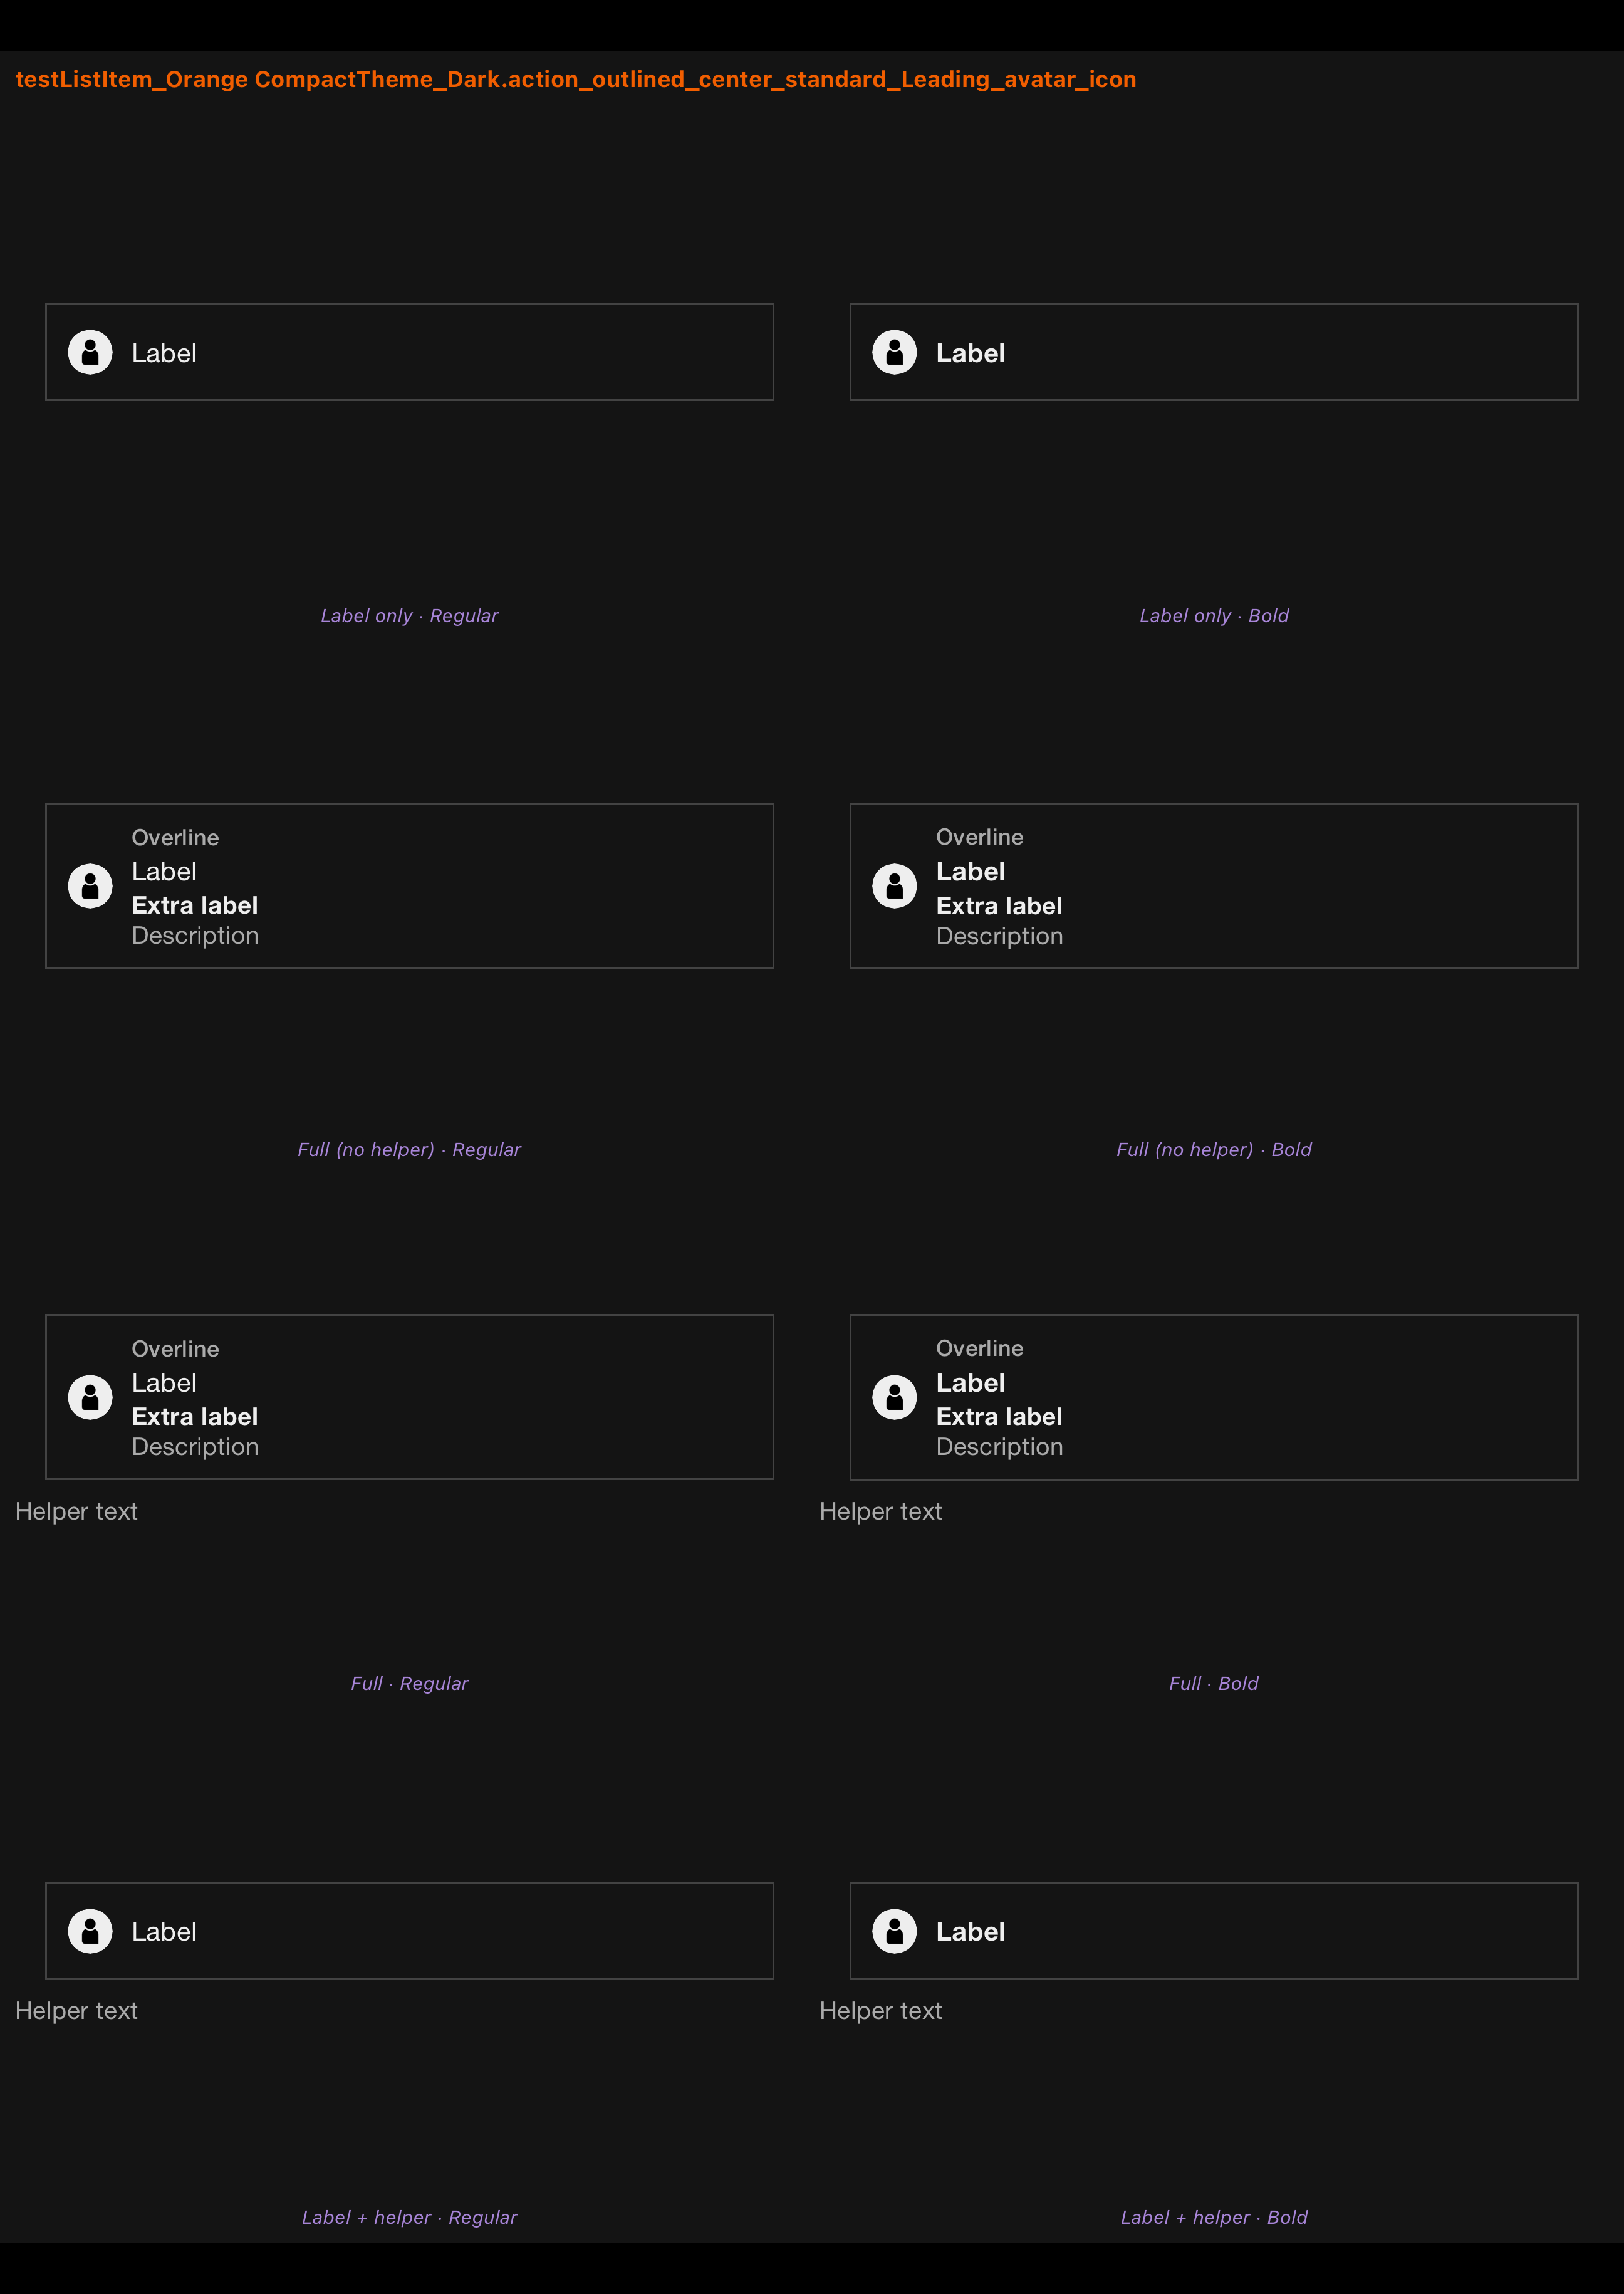 testListItem_Orange CompactTheme_Dark.action_outlined_center_standard_Leading_avatar_icon
Label
Label
Label only · Regular
Label only · Bold
Overline
Label
Extra label
Description
Overline
Label
Extra label
Description
Full (no helper) · Regular
Full (no helper) · Bold
Overline
Label
Extra label
Description
Helper text
Overline
Label
Extra label
Description
Helper text
Full · Regular
Full · Bold
Label
Helper text
Label
Helper text
Label + helper · Regular
Label + helper · Bold